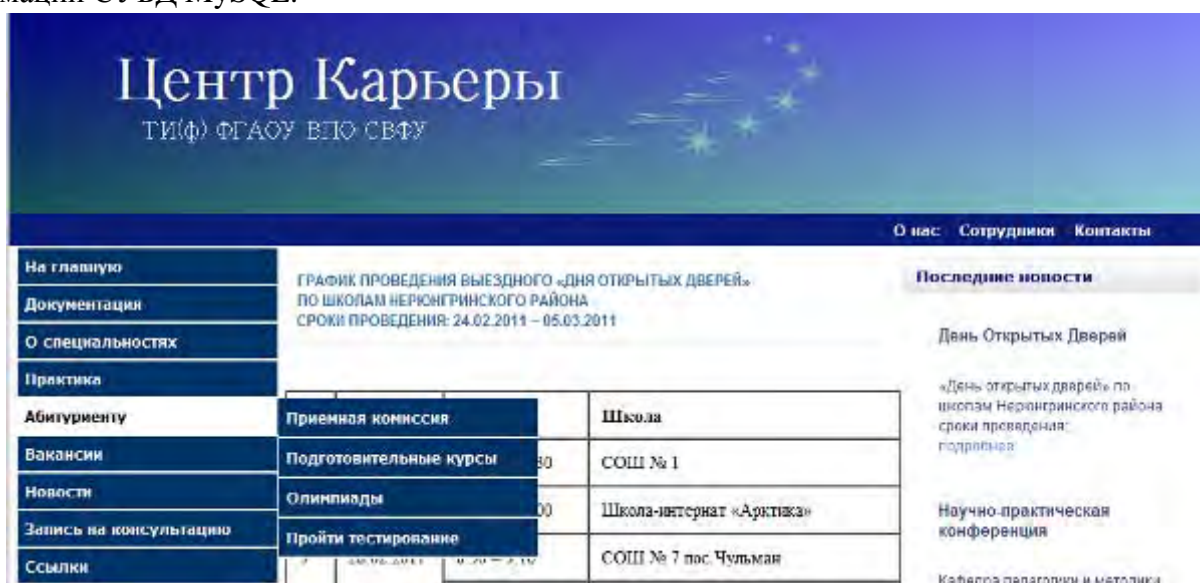 Центр Карьеры
ТИ(ф) ФГАОУ ВПО СВФУ
О нас Сотрудники Контакты
На главную
Документация
О специальностях
Практика
Абитуриенту
Вакансии
Новости
Запись на консультацию
Ссылки
Приемная комиссия
Подготовительные курсы
Олимпиады
Пройти тестирование
ГРАФИК ПРОВЕДЕНИЯ ВЫЕЗДНОГО «ДНЯ ОТКРЫТЫХ ДВЕРЕЙ»
ПО ШКОЛАМ НЕРЮНГРИНСКОГО РАЙОНА
СРОКИ ПРОВЕДЕНИЯ: 24.02.2011 – 05.03.2011
Школа
СОШ № 1
Школа-интернат «Арктика»
СОШ № 7 пос. Чульман
Последние новости
День Открытых Дверей
«День открытых дверей» по
школам Нерюнгринского района
сроки проведения:
подробнее
Научно-практическая
конференция
Кафедра педагогики и методики